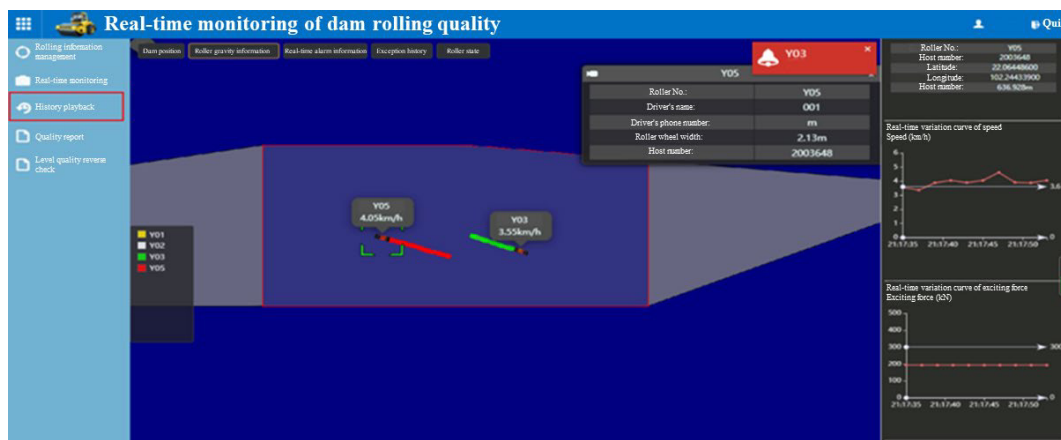 Real-time monitoring of dam rolling quality
Qui
Rolling information
management
Real-time monitoring
History playback
Quality report
Level quality reverse
check
Dam position
Roller gravity information
Real-time alarm information
Exception history
Roller state
Y03
Y05
Roller No.: Y05
Driver's name: 001
Driver's phone number: m
Roller wheel width: 2.13m
Host number: 2003648
Y05
4.05km/h
Y03
3.55km/h
Y01
Y02
Y03
Y05
Roller No.: Y05
Host number: 2003648
Latitude: 22.06448600
Longitude: 102.24433900
Host number: 636.928m
Real-time variation curve of speed
Speed (km/h)
6
5
4
3.6
3
2
1
0
0
21:17:35 21:17:40 21:17:45 21:17:50
Real-time variation curve of exciting force
Exciting force (kN)
500
400
300
300
200
100
0
0
21:17:35 21:17:40 21:17:45 21:17:50